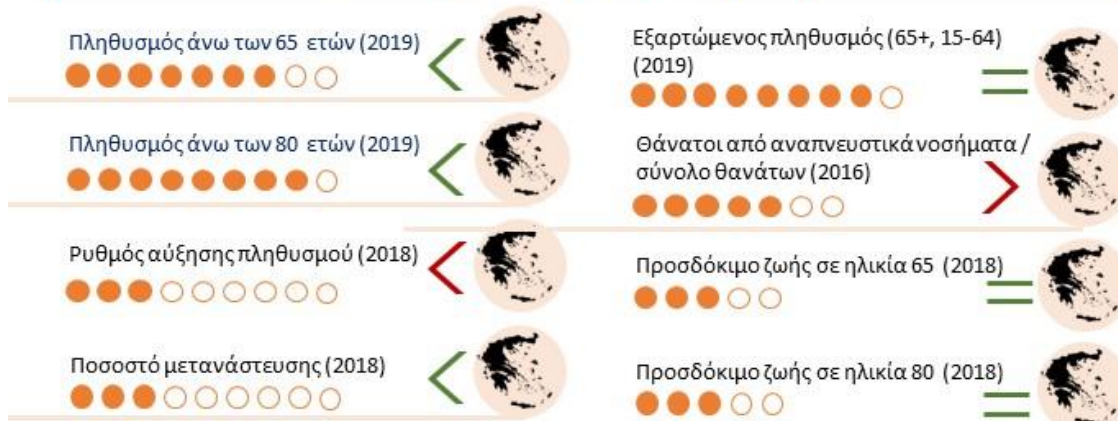 Πληθυσμός άνω των 65 ετών (2019)
Πληθυσμός άνω των 80 ετών (2019)
Ρυθμός αύξησης πληθυσμού (2018)
Ποσοστό μετανάστευσης (2018)
Εξαρτώμενος πληθυσμός (65+, 15-64)
(2019)
Θάνατοι από αναπνευστικά νοσήματα /
σύνολο θανάτων (2016)
Προσδόκιμο ζωής σε ηλικία 65 (2018)
Προσδόκιμο ζωής σε ηλικία 80 (2018)